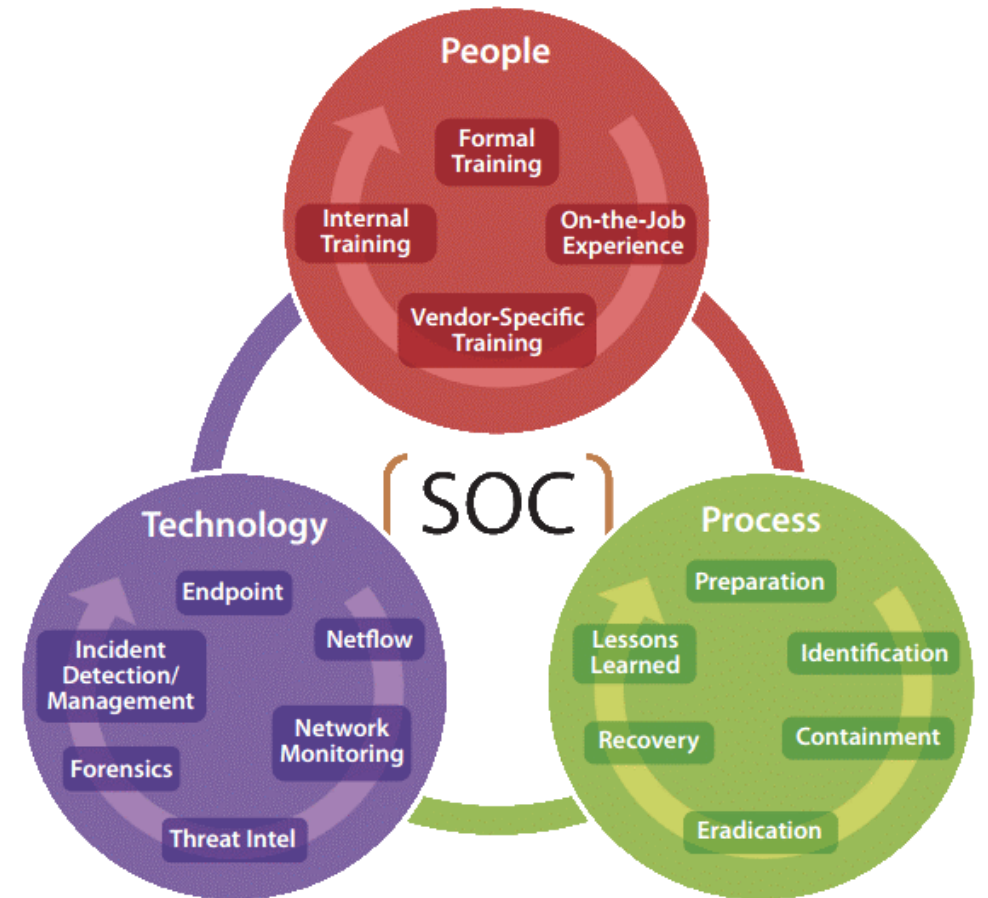 People
Formal
Training
On-the-Job
Experience
Vendor-Specific
Training
Internal
Training
SOC
Technology
Endpoint
Netflow
Network
Monitoring
Threat Intel
Forensics
Incident
Detection/
Management
Process
Preparation
Identification
Containment
Eradication
Recovery
Lessons
Learned